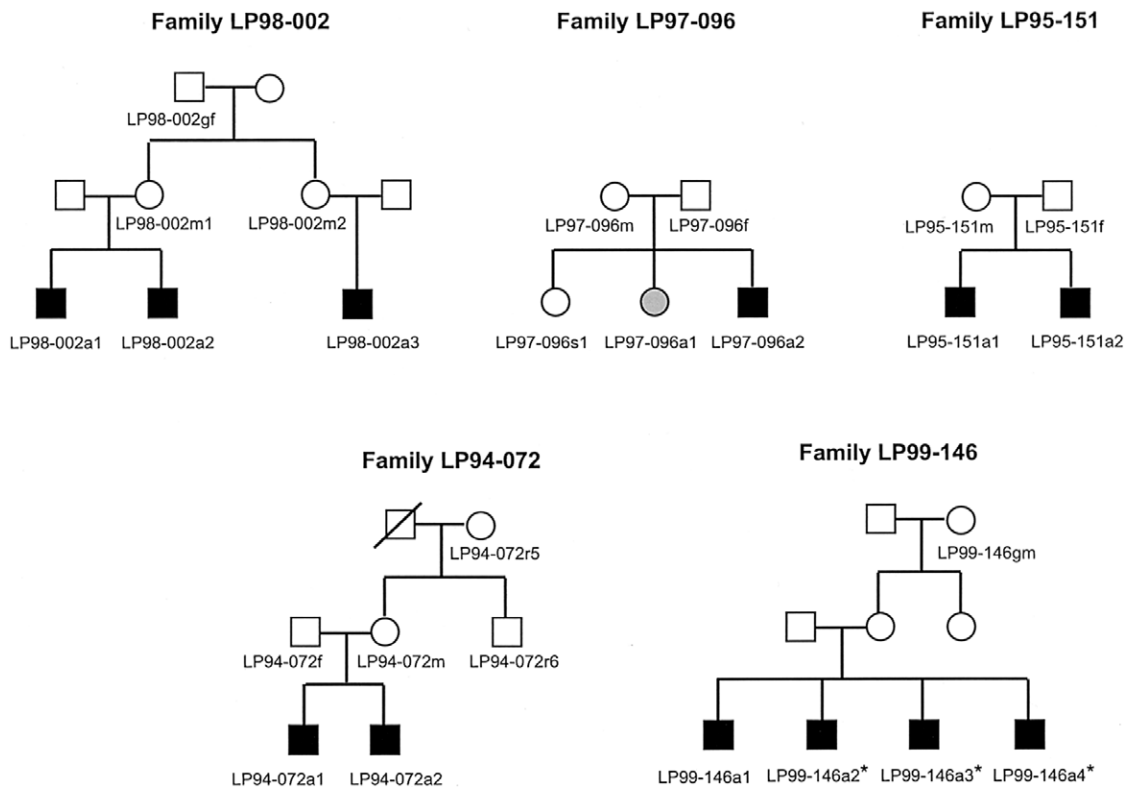 Family LP98-002
Family LP97-096
Family LP95-151
LP98-002gf
LP98-002m1
LP98-002m2
LP97-096m
LP97-096f
LP95-151m
LP95-151f
LP98-002a1
LP98-002a2
LP98-002a3
LP97-096s1
LP97-096a1
LP97-096a2
LP95-151a1
LP95-151a2
Family LP94-072
Family LP99-146
LP94-072r5
LP99-146gm
LP94-072f
LP94-072m
LP94-072r6
LP94-072a1
LP94-072a2
LP99-146a1
LP99-146a2*
LP99-146a3*
LP99-146a4*